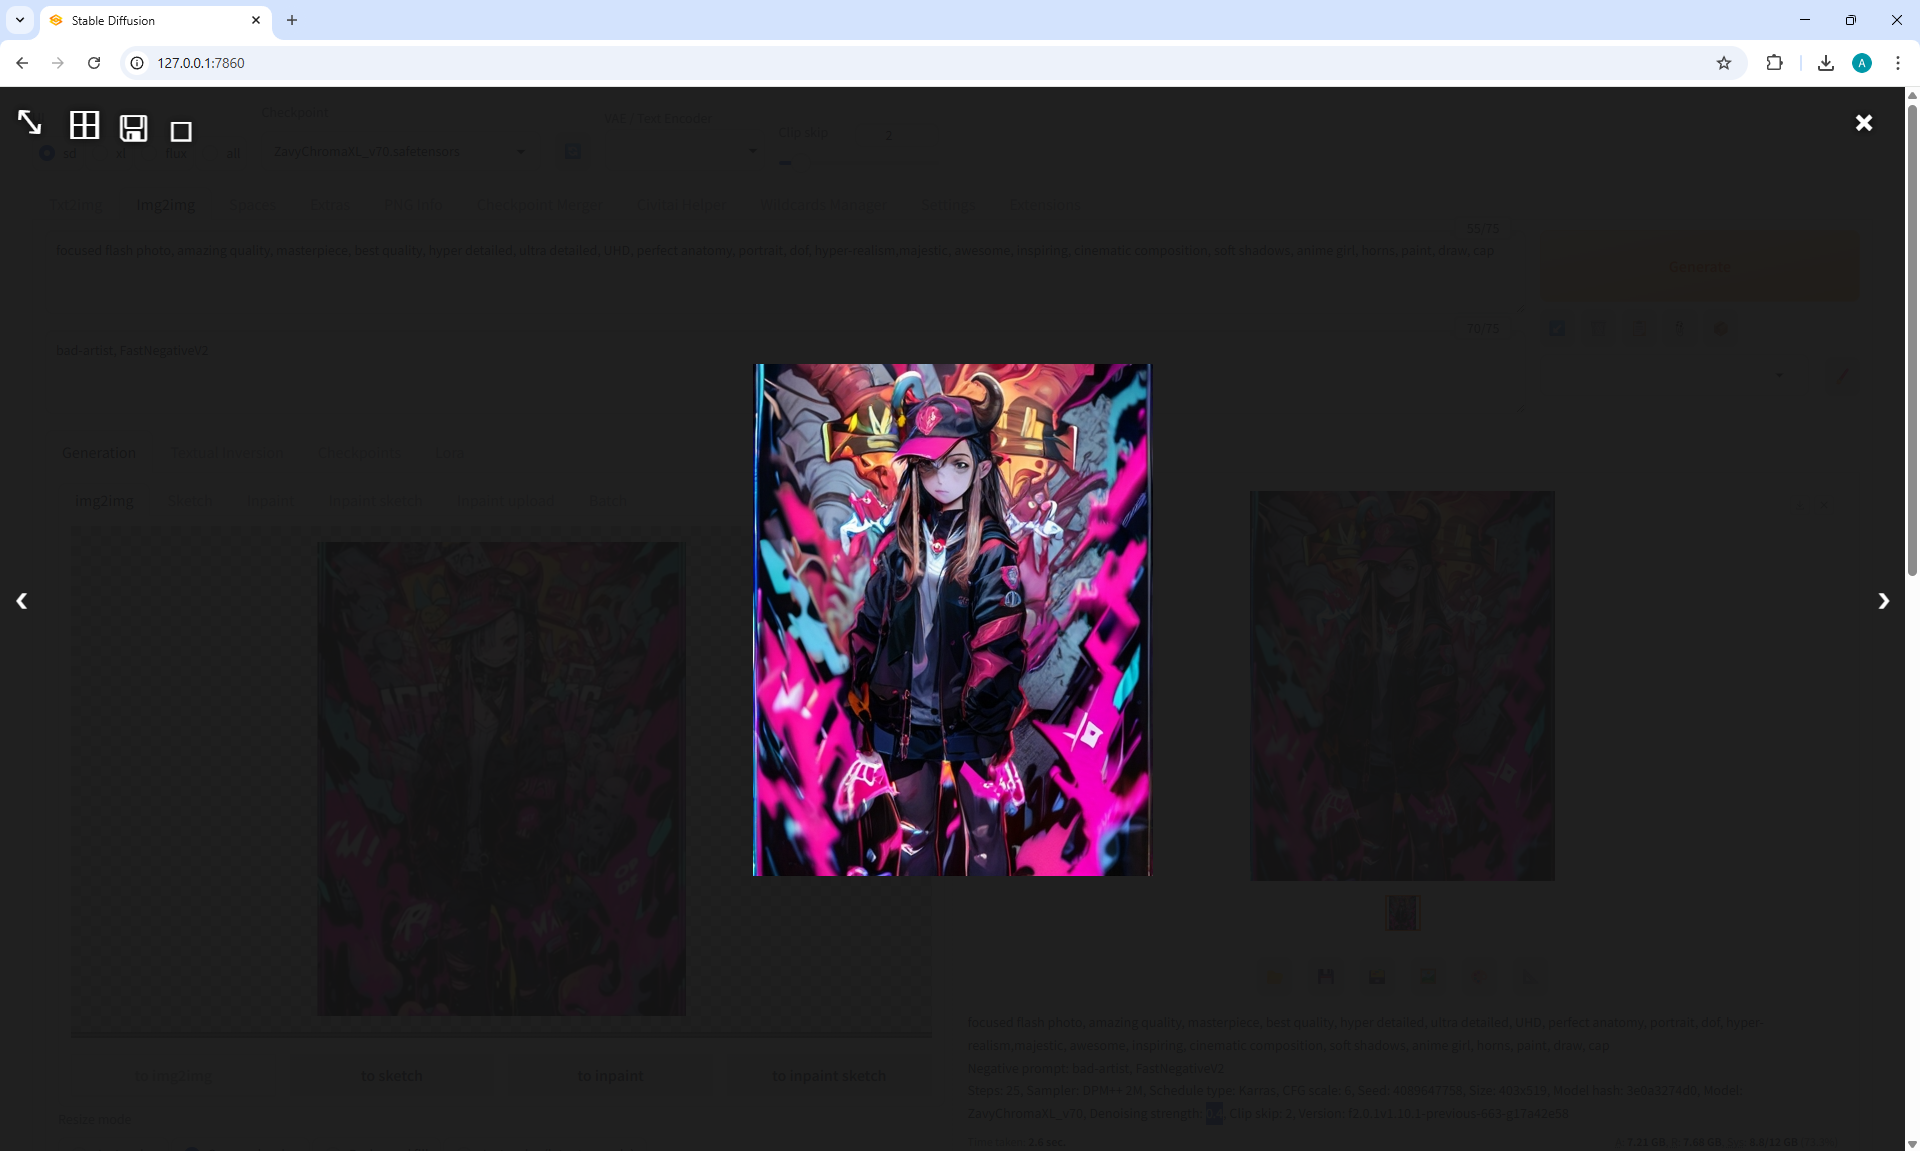 Stable Diffusion
127.0.0.1:7860
Checkpoint
VAE / Text Encoder
Clip skip
2
sd
xl
flux
all
ZavyChromaXL_v70.safetensors
Txt2img
Img2img
Spaces
Extras
PNG Info
Checkpoint Merger
Wildcards Manager
Settings
Extensions
55/75
focused flash photo, amazing quality, masterpiece, best quality, hyper detailed, ultra detailed, UHD, perfect anatomy, portrait, dof, hyper-realism,majestic, awesome, inspiring, cinematic composition, soft shadows, anime girl, horns, paint, draw, cap
Generate
70/75
bad-artist, FastNegativeV2
Generation
Textual Inversion
Checkpoints
Lora
img2img
Sketch
Inpaint
Inpaint sketch
Inpaint upload
Batch
focused flash photo, amazing quality, masterpiece, best quality, hyper detailed, ultra detailed, UHD, perfect anatomy, portrait, dof, hyper-
realism,majestic, awesome, inspiring, cinematic composition, soft shadows, anime girl, horns, paint, draw, cap
Negative prompt: bad-artist, FastNegativeV2
Steps: 25, Sampler: DPM++ 2M, Schedule type: Karras, CFG scale: 6, Seed: 4089647758, Size: 403x519, Model hash: 3e0a3274d0, Model:
ZavyChromaXL_v70, Denoising strength: Clip skip: 2, Version: f2.0.1v1.10.1-previous-663-g17a42e58
to img2img
to sketch
to inpaint
to inpaint sketch
Resize mode
Time taken: 2.6 sec.